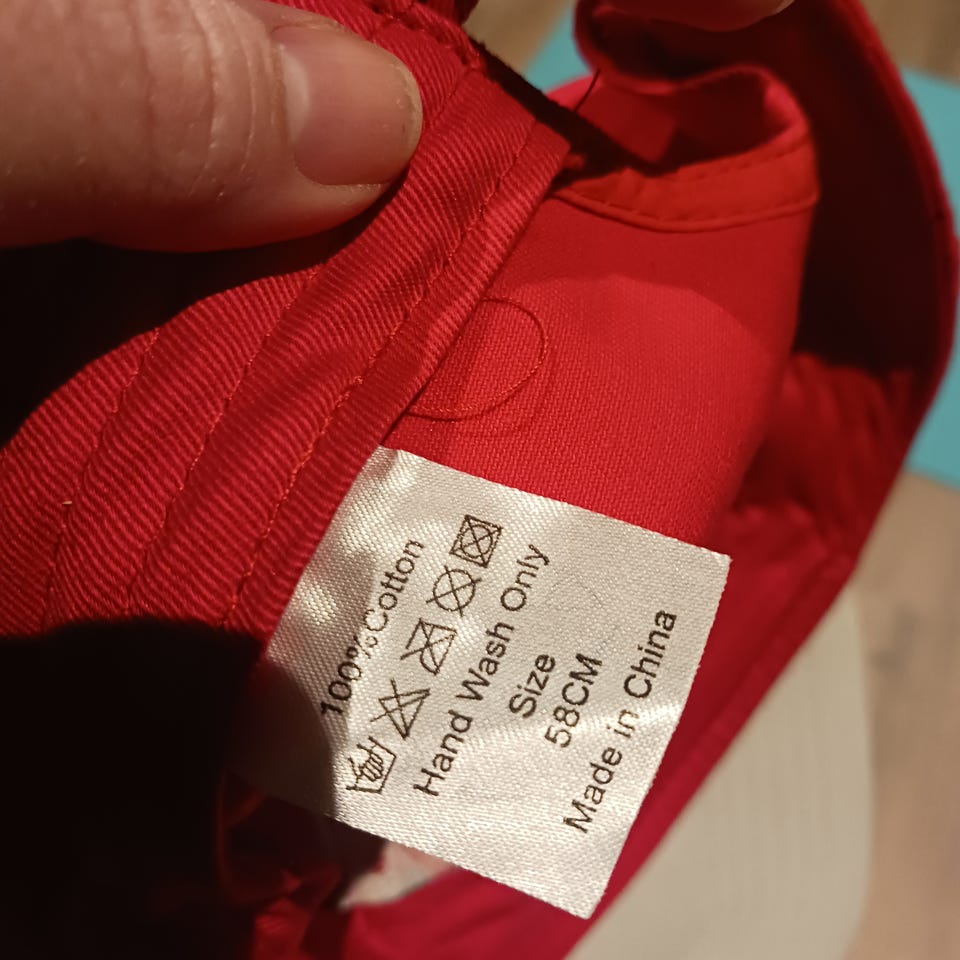 100%Cotton
Hand Wash Only
Size
58CM
Made in China